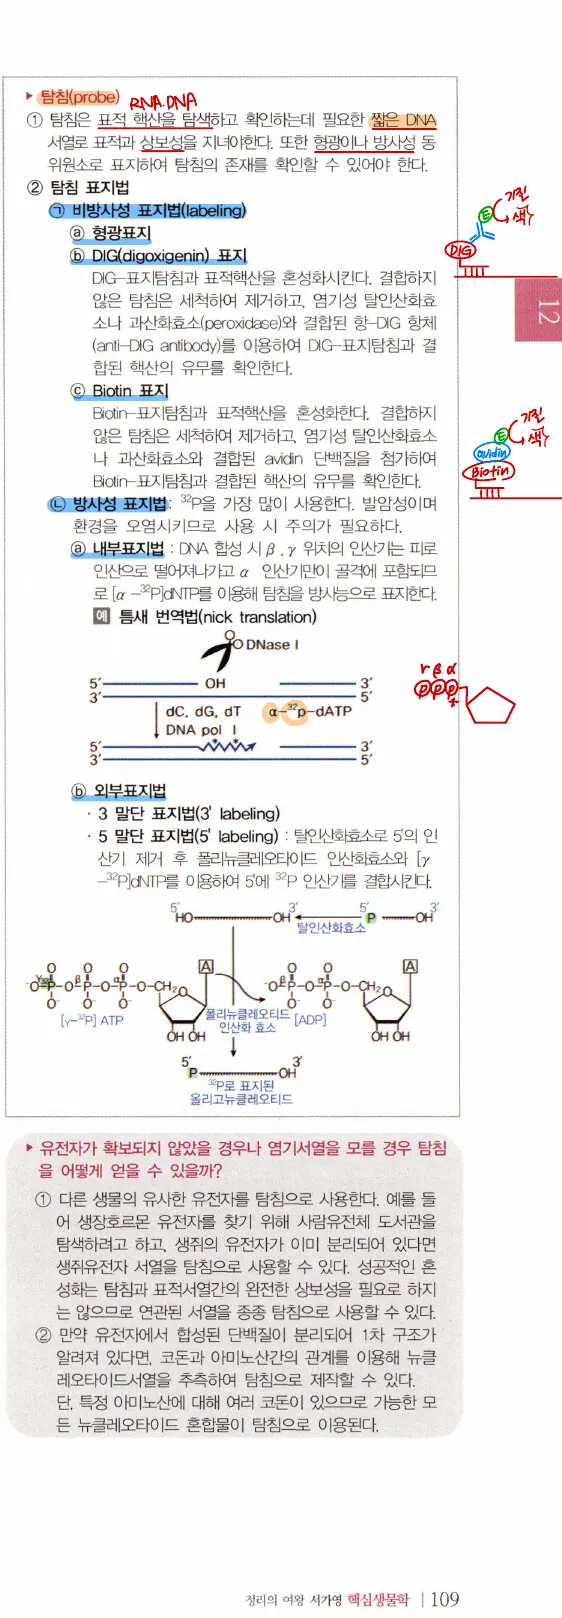 ▶ 탐침(probe)
RNA.DNA
① 탐침은 표적 핵산을 탐색하고 확인하는데 필요한 짧은 DNA
서열로 표적과 상보성을 지녀야한다. 또한 형광이나 방사성 동
위원소로 표지하여 탐침의 존재를 확인할 수 있어야 한다.
② 탐침 표지법
㉠ 비방사성 표지법(labeling)
ⓐ 형광표지
ⓑ DIG(digoxigenin) 표지
DIG-표지탐침과 표적핵산을 혼성화시킨다. 결합하지
않은 탐침은 세척하여 제거하고, 염기성 탈인산화효
소나 과산화효소(peroxidase)와 결합된 항-DIG 항체
(anti-DIG antibody)를 이용하여 DIG-표지탐침과 결
합된 핵산의 유무를 확인한다.
기질
E
색↑
DIG
12
ⓒ Biotin 표지
Biotin-표지탐침과 표적핵산을 혼성화한다. 결합하지
않은 탐침은 세척하여 제거하고, 염기성 탈인산화효소
나 과산화효소와 결합된 avidin 단백질을 첨가하여
Biotin-표지탐침과 결합된 핵산의 유무를 확인한다.
기질
E
색↑
avidin
Biotin
㉡ 방사성 표지법: ³²P을 가장 많이 사용한다. 발암성이며
환경을 오염시키므로 사용 시 주의가 필요하다.
ⓐ 내부표지법 : DNA 합성 시 β, γ 위치의 인산기는 피로
인산으로 떨어져나가고 α 인산기만이 골격에 포함되므
로 [α -³²P]dNTP를 이용해 탐침을 방사능으로 표지한다.
예 틈새 번역법(nick translation)
DNase I
5′ OH 3′
3′ 5′
dC, dG, dT α-³²p-dATP
DNA pol I
5′ * * 3′
3′ 5′
γ β α
P P P
*
ⓑ 외부표지법
· 3 말단 표지법(3′ labeling)
· 5 말단 표지법(5′ labeling) : 탈인산화효소로 5′의 인
산기 제거 후 폴리뉴클레오타이드 인산화효소와 [γ
-³²P]dNTP를 이용하여 5′에 ³²P 인산기를 결합시킨다.
5′ 3′ 5′ 3′
HO OH P OH
탈인산화효소
O O O A O O A
⁻O-γ³²P-O-βP-O-αP-O-CH₂ O ⁻O-βP-O-αP-O-CH₂ O
O⁻ O⁻ O⁻ O⁻ O⁻
[γ-³²P] ATP 폴리뉴클레오티드 [ADP]
인산화 효소
OH OH OH OH
5′ 3′
P OH
³²P로 표지된
올리고뉴클레오티드
▶ 유전자가 확보되지 않았을 경우나 염기서열을 모를 경우 탐침
을 어떻게 얻을 수 있을까?
① 다른 생물의 유사한 유전자를 탐침으로 사용한다. 예를 들
어 생장호르몬 유전자를 찾기 위해 사람유전체 도서관을
탐색하려고 하고, 생쥐의 유전자가 이미 분리되어 있다면
생쥐유전자 서열을 탐침으로 사용할 수 있다. 성공적인 혼
성화는 탐침과 표적서열간의 완전한 상보성을 필요로 하지
는 않으므로 연관된 서열을 종종 탐침으로 사용할 수 있다.
② 만약 유전자에서 합성된 단백질이 분리되어 1차 구조가
알려져 있다면, 코돈과 아미노산간의 관계를 이용해 뉴클
레오타이드서열을 추측하여 탐침으로 제작할 수 있다.
단, 특정 아미노산에 대해 여러 코돈이 있으므로 가능한 모
든 뉴클레오타이드 혼합물이 탐침으로 이용된다.
정리의 여왕 서가영 핵심생물학 | 109